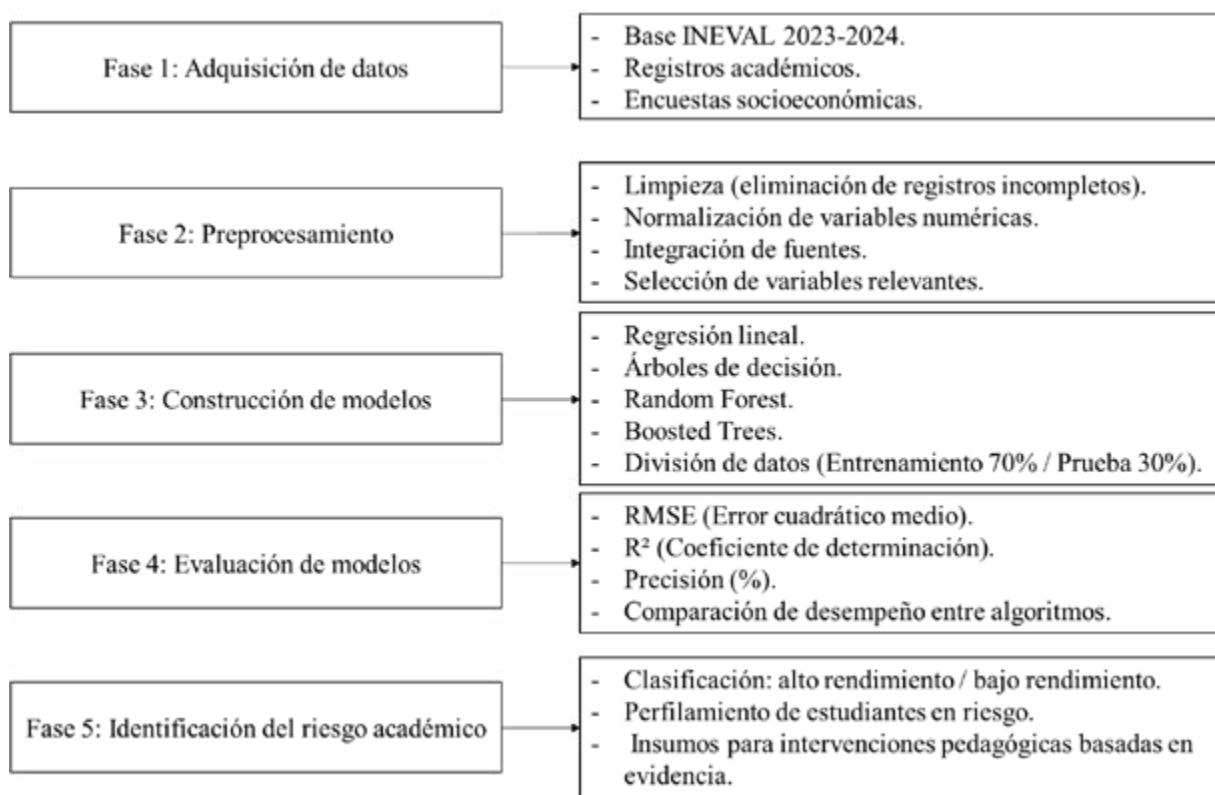 Fase 1: Adquisición de datos
- Base INEVAL 2023-2024.
- Registros académicos.
- Encuestas socioeconómicas.
Fase 2: Preprocesamiento
- Limpieza (eliminación de registros incompletos).
- Normalización de variables numéricas.
- Integración de fuentes.
- Selección de variables relevantes.
Fase 3: Construcción de modelos
- Regresión lineal.
- Árboles de decisión.
- Random Forest.
- Boosted Trees.
- División de datos (Entrenamiento 70% / Prueba 30%).
Fase 4: Evaluación de modelos
- RMSE (Error cuadrático medio).
- R² (Coeficiente de determinación).
- Precisión (%).
- Comparación de desempeño entre algoritmos.
Fase 5: Identificación del riesgo académico
- Clasificación: alto rendimiento / bajo rendimiento.
- Perfilamiento de estudiantes en riesgo.
- Insumos para intervenciones pedagógicas basadas en
evidencia.